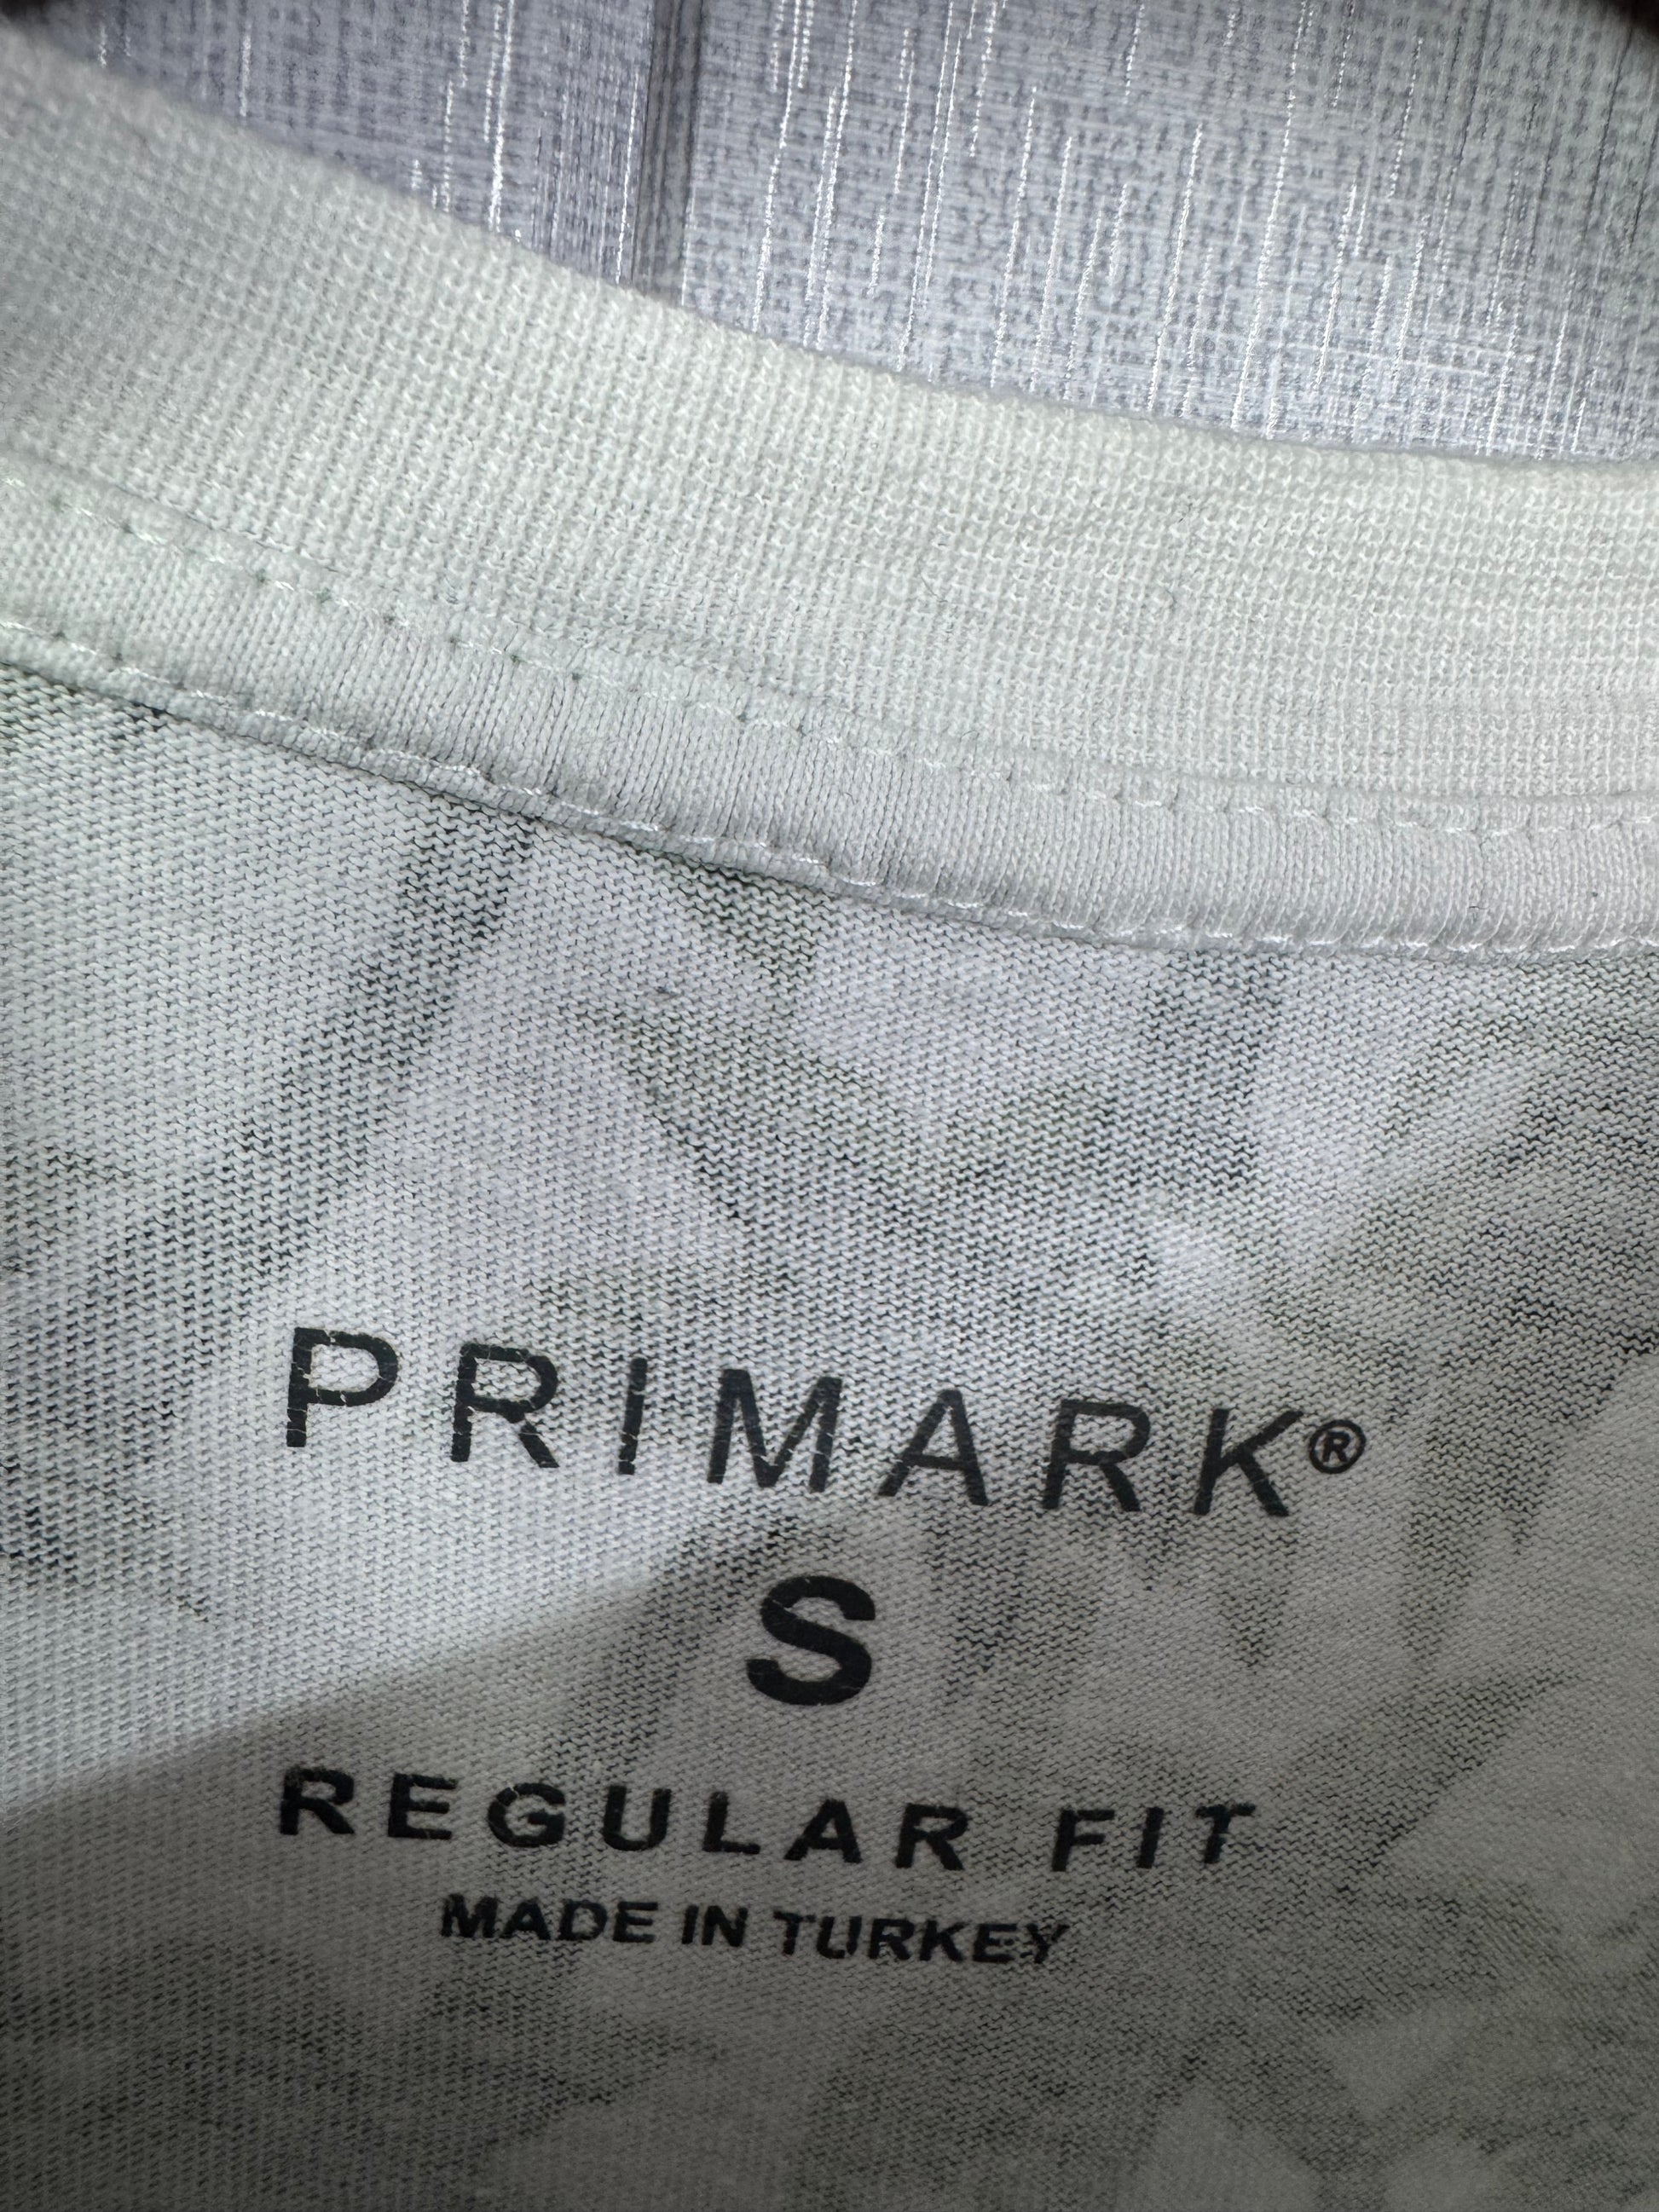 PRIMARK®
S
REGULAR FIT
MADE IN TURKEY